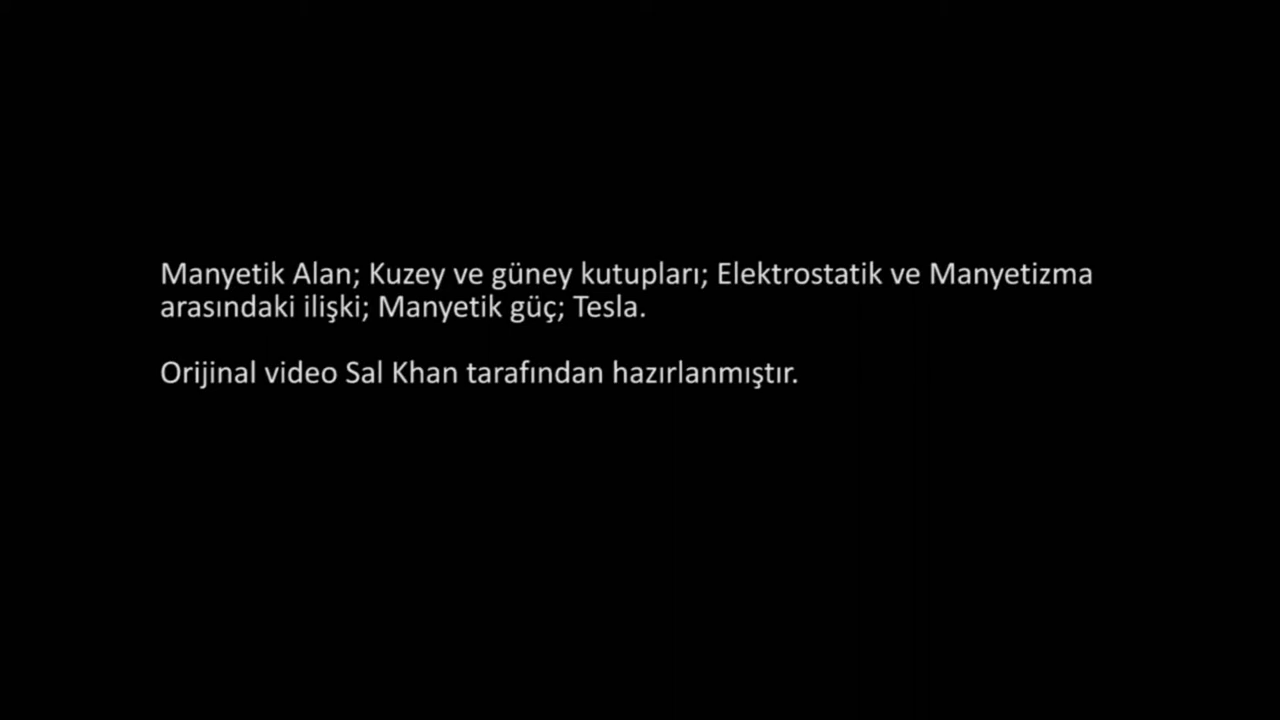 Manyetik Alan; Kuzey ve güney kutupları; Elektrostatik ve Manyetizma
arasındaki ilişki; Manyetik güç; Tesla.
Orijinal video Sal Khan tarafından hazırlanmıştır.